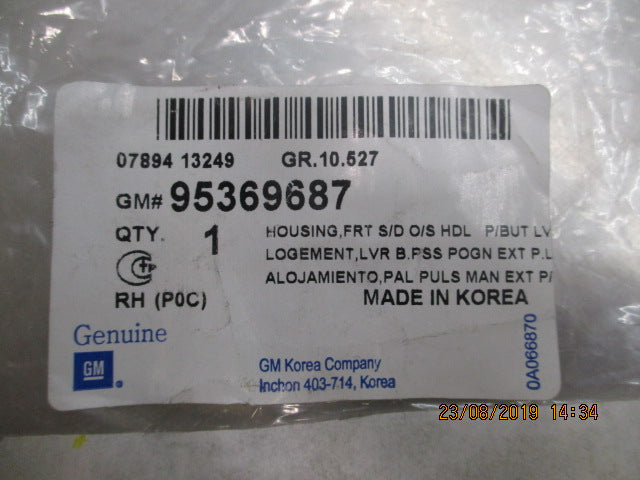 07894 13249 GR.10.527
GM# 95369687
QTY. 1
HOUSING,FRT S/D O/S HDL P/BUT LV
LOGEMENT,LVR B.PSS POGN EXT P.L
ALOJAMIENTO,PAL PULS MAN EXT P/
RH (P0C)
MADE IN KOREA
Genuine
GM
GM Korea Company
Inchon 403-714, Korea
0A066870
23/08/2019 14:34